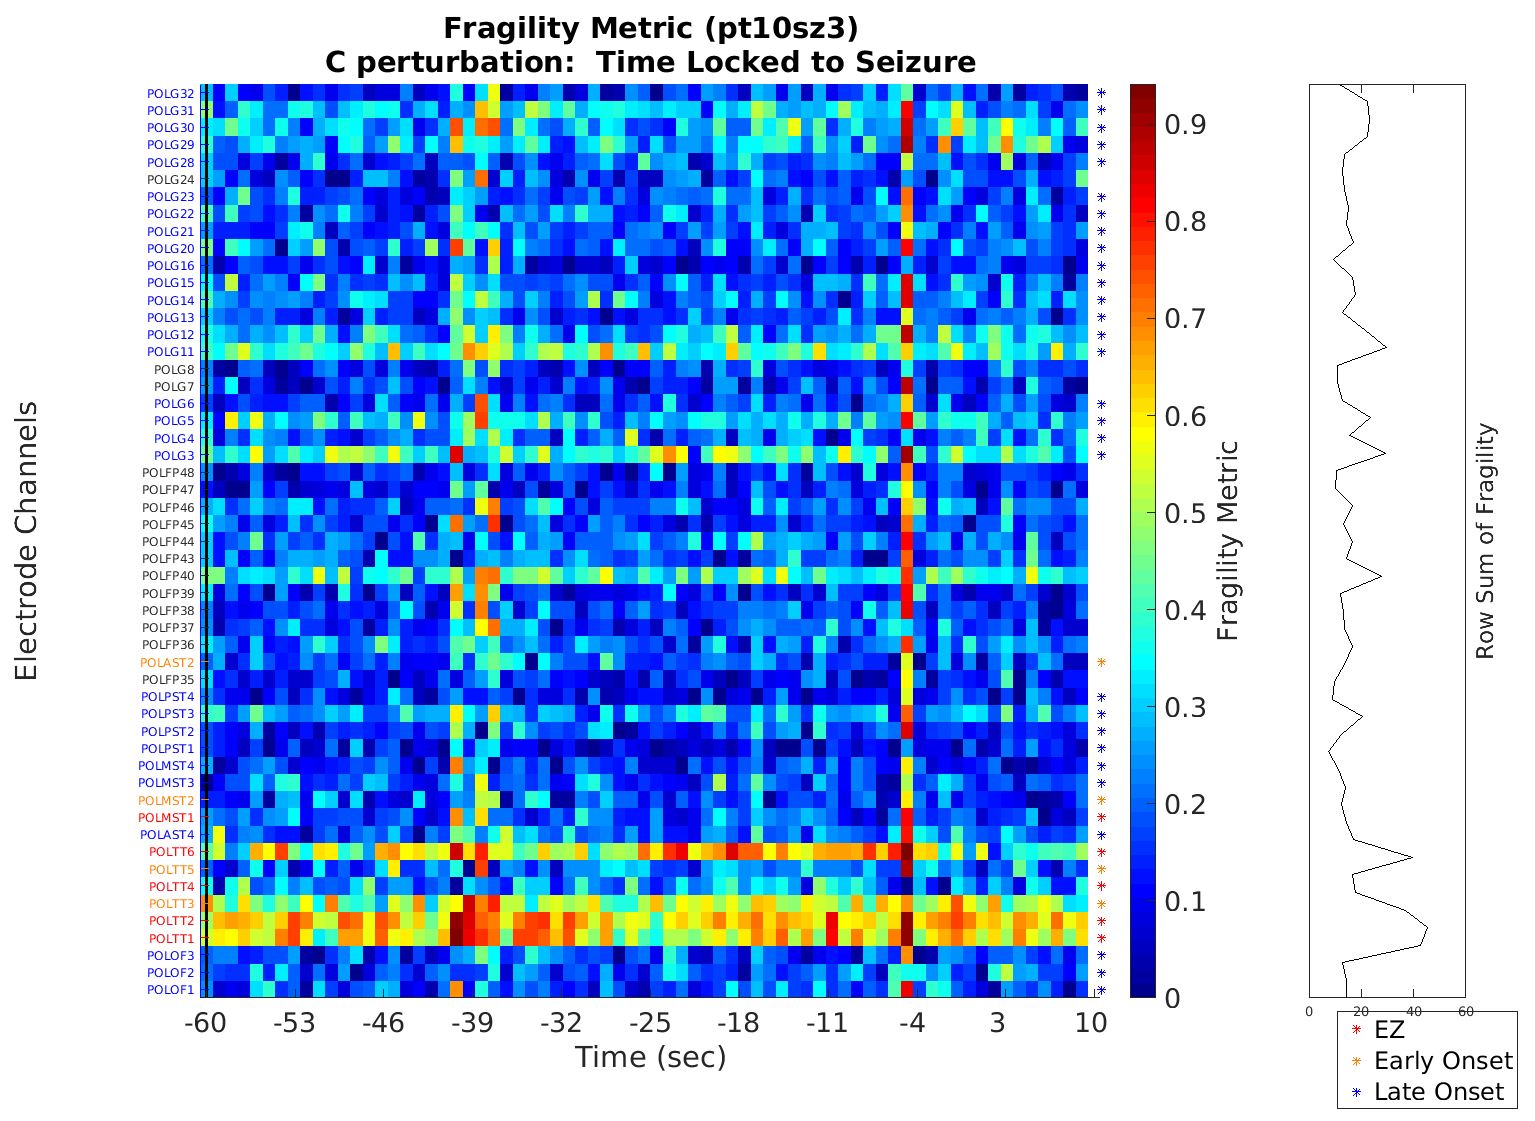 Fragility Metric (pt10sz3)
C perturbation:  Time Locked to Seizure
Electrode Channels
POLG32
POLG31
POLG30
POLG29
POLG28
POLG24
POLG23
POLG22
POLG21
POLG20
POLG16
POLG15
POLG14
POLG13
POLG12
POLG11
POLG8
POLG7
POLG6
POLG5
POLG4
POLG3
POLFP48
POLFP47
POLFP46
POLFP45
POLFP44
POLFP43
POLFP40
POLFP39
POLFP38
POLFP37
POLFP36
POLAST2
POLFP35
POLPST4
POLPST3
POLPST2
POLPST1
POLMST4
POLMST3
POLMST2
POLMST1
POLAST4
POLTT6
POLTT5
POLTT4
POLTT3
POLTT2
POLTT1
POLOF3
POLOF2
POLOF1
-60 -53 -46 -39 -32 -25 -18 -11 -4 3 10
Time (sec)
0.9
0.8
0.7
0.6
0.5
0.4
0.3
0.2
0.1
0
Fragility Metric
0 20 40 60
Row Sum of Fragility
EZ
Early Onset
Late Onset